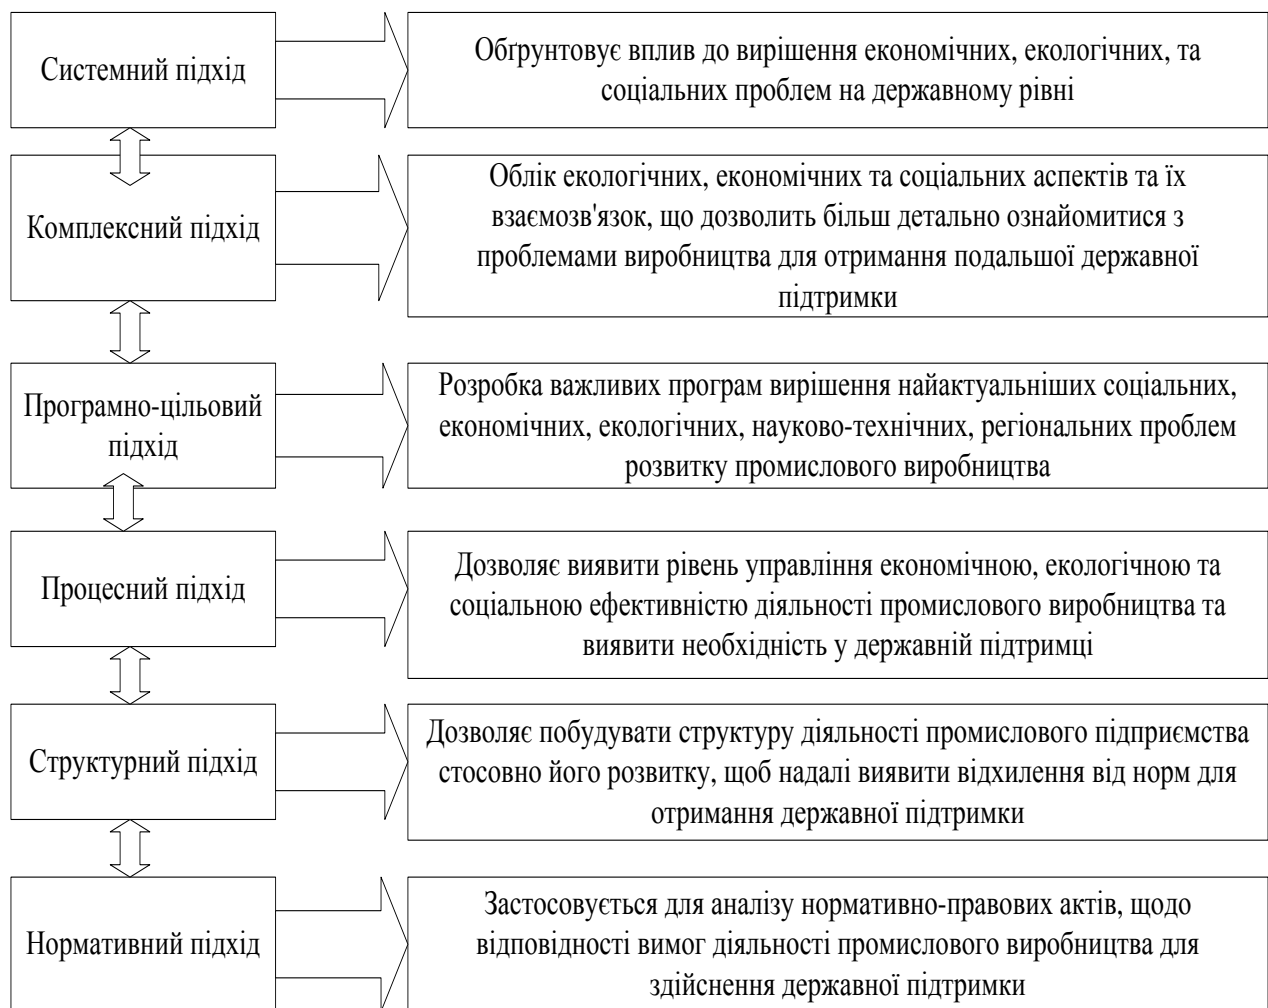 Системний підхід
Обґрунтовує вплив до вирішення економічних, екологічних, та
соціальних проблем на державному рівні
Комплексний підхід
Облік екологічних, економічних та соціальних аспектів та їх
взаємозв'язок, що дозволить більш детально ознайомитися з
проблемами виробництва для отримання подальшої державної
підтримки
Програмно-цільовий
підхід
Розробка важливих програм вирішення найактуальніших соціальних,
економічних, екологічних, науково-технічних, регіональних проблем
розвитку промислового виробництва
Процесний підхід
Дозволяє виявити рівень управління економічною, екологічною та
соціальною ефективністю діяльності промислового виробництва та
виявити необхідність у державній підтримці
Структурний підхід
Дозволяє побудувати структуру діяльності промислового підприємства
стосовно його розвитку, щоб надалі виявити відхилення від норм для
отримання державної підтримки
Нормативний підхід
Застосовується для аналізу нормативно-правових актів, щодо
відповідності вимог діяльності промислового виробництва для
здійснення державної підтримки